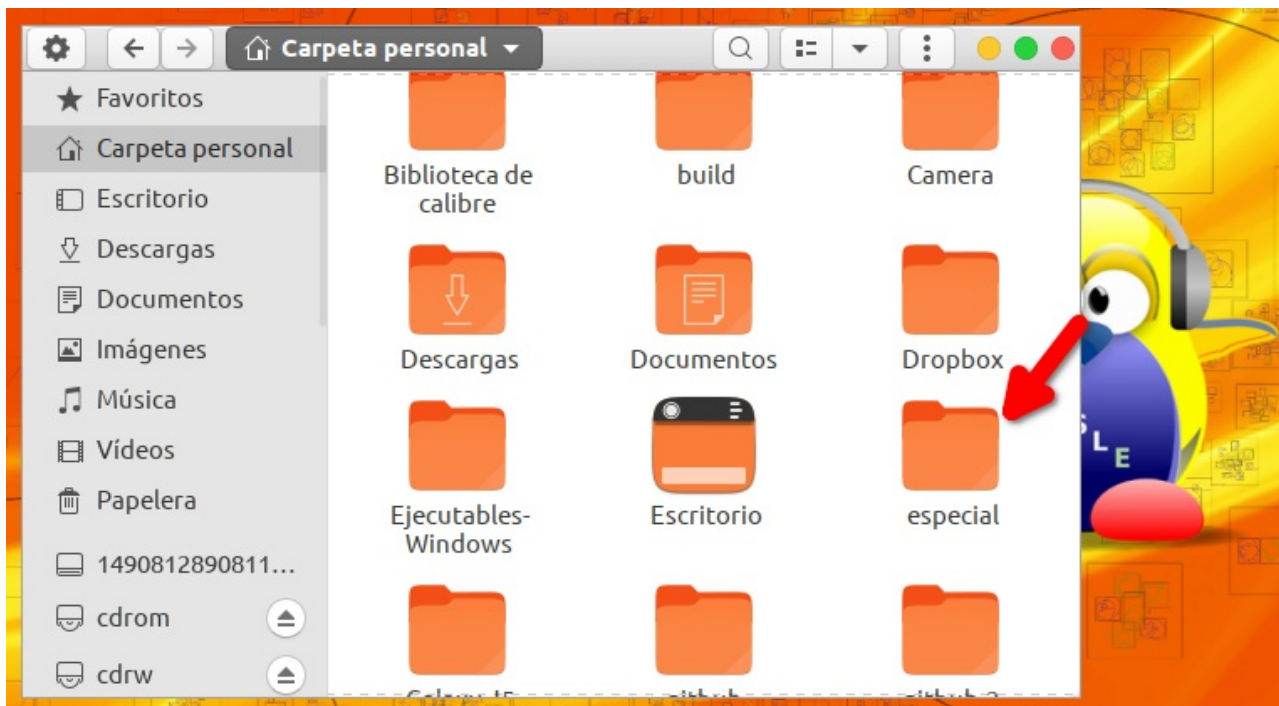 Carpeta personal
Favoritos
Carpeta personal
Escritorio
Descargas
Documentos
Imágenes
Música
Vídeos
Papelera
1490812890811...
cdrom
cdrw
Biblioteca de
calibre
build
Camera
Descargas
Documentos
Dropbox
Ejecutables-
Windows
Escritorio
especial
S L E